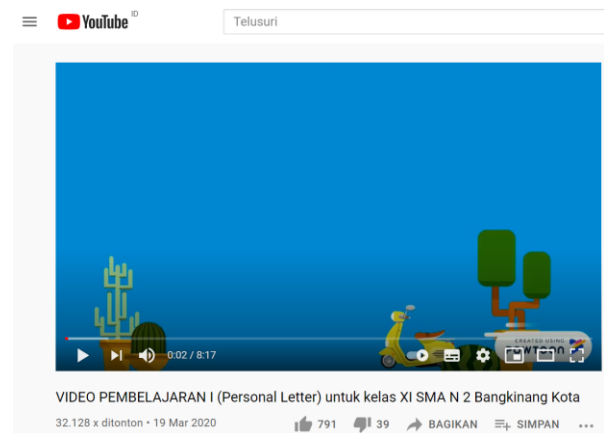 YouTube ID
Telusuri
0:02 / 8:17
CREATED USING
POWTOON
VIDEO PEMBELAJARAN I (Personal Letter) untuk kelas XI SMA N 2 Bangkinang Kota
32.128 x ditonton • 19 Mar 2020
791 39 BAGIKAN SIMPAN